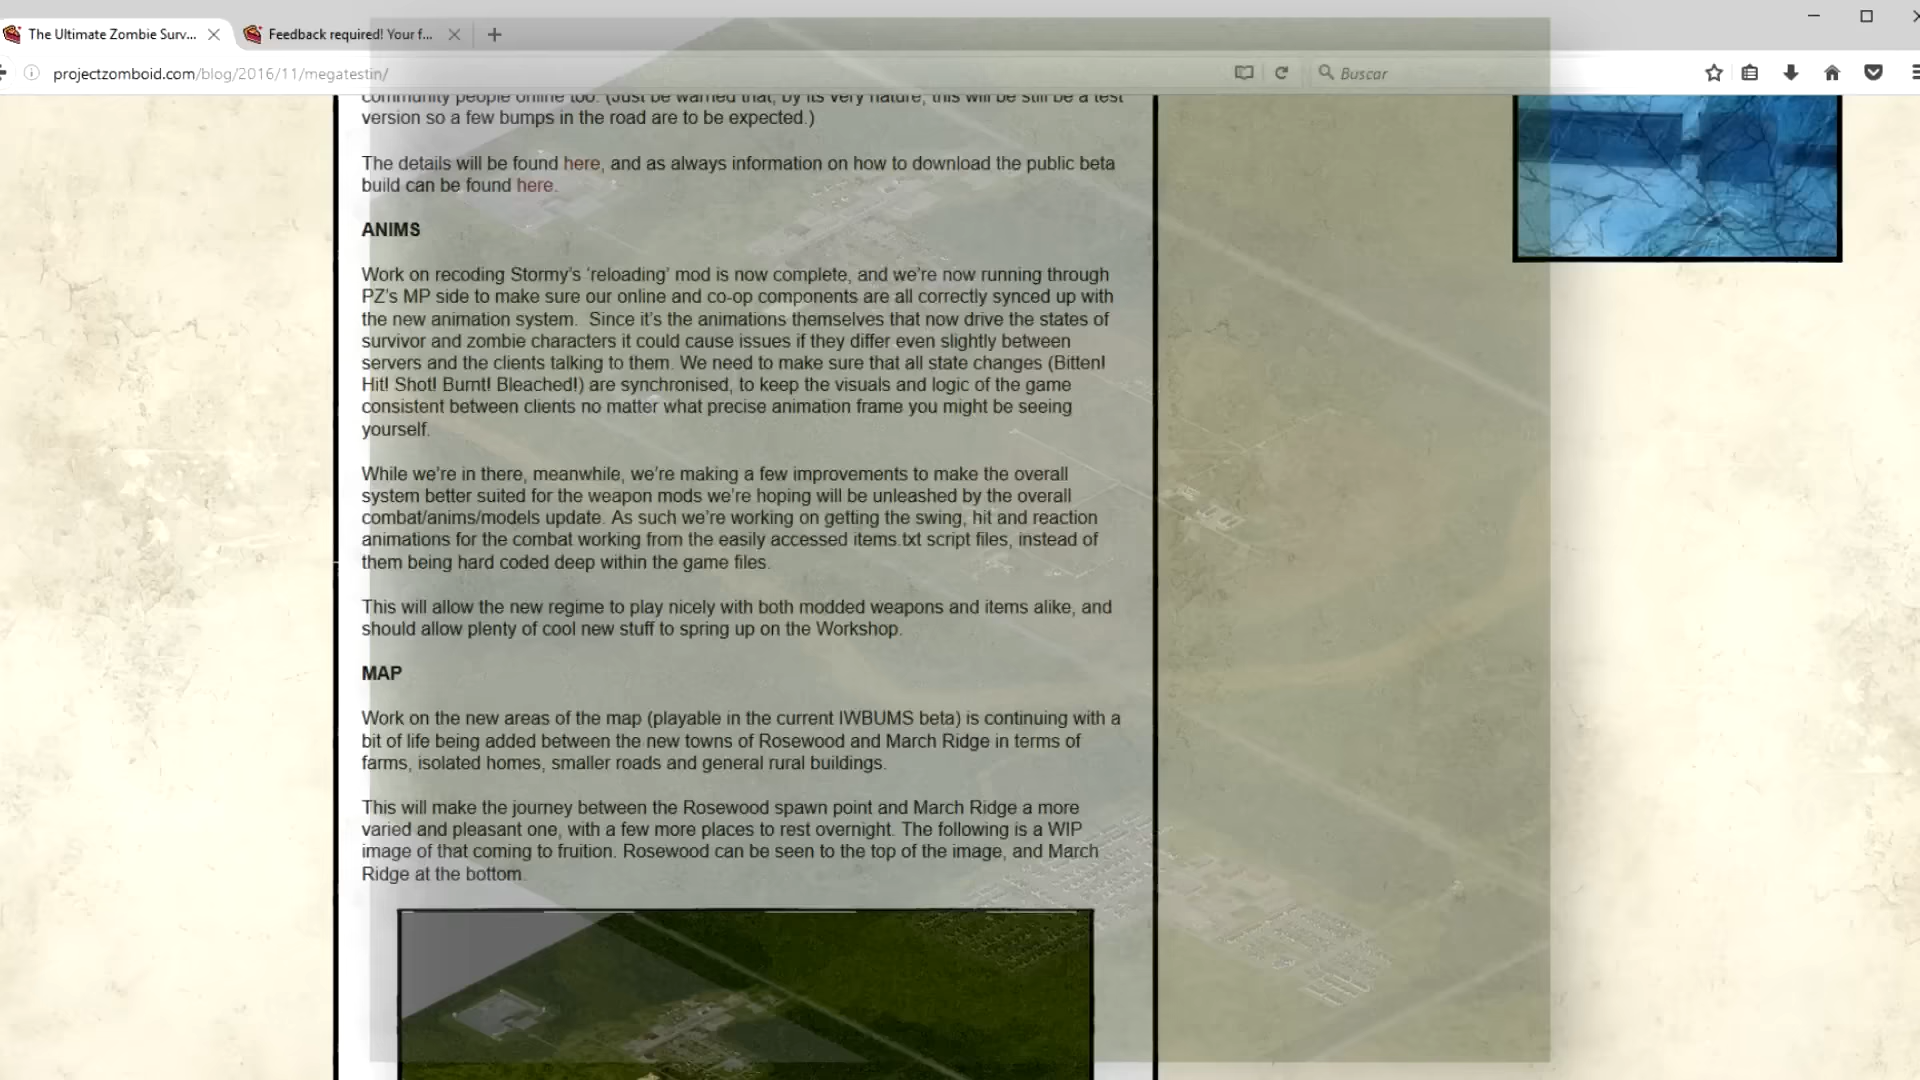 The Ultimate Zombie Surv...
Feedback required! Your f...
projectzomboid.com/blog/2016/11/megatestin/
Buscar
community people online too. (Just be warned that, by its very nature, this will be still be a test
version so a few bumps in the road are to be expected.)
The details will be found here, and as always information on how to download the public beta
build can be found here.
ANIMS
Work on recoding Stormy's ‘reloading’ mod is now complete, and we’re now running through
PZ’s MP side to make sure our online and co-op components are all correctly synced up with
the new animation system.  Since it’s the animations themselves that now drive the states of
survivor and zombie characters it could cause issues if they differ even slightly between
servers and the clients talking to them. We need to make sure that all state changes (Bitten!
Hit! Shot! Burnt! Bleached!) are synchronised, to keep the visuals and logic of the game
consistent between clients no matter what precise animation frame you might be seeing
yourself.
While we’re in there, meanwhile, we’re making a few improvements to make the overall
system better suited for the weapon mods we’re hoping will be unleashed by the overall
combat/anims/models update. As such we’re working on getting the swing, hit and reaction
animations for the combat working from the easily accessed items.txt script files, instead of
them being hard coded deep within the game files.
This will allow the new regime to play nicely with both modded weapons and items alike, and
should allow plenty of cool new stuff to spring up on the Workshop.
MAP
Work on the new areas of the map (playable in the current IWBUMS beta) is continuing with a
bit of life being added between the new towns of Rosewood and March Ridge in terms of
farms, isolated homes, smaller roads and general rural buildings.
This will make the journey between the Rosewood spawn point and March Ridge a more
varied and pleasant one, with a few more places to rest overnight. The following is a WIP
image of that coming to fruition. Rosewood can be seen to the top of the image, and March
Ridge at the bottom.